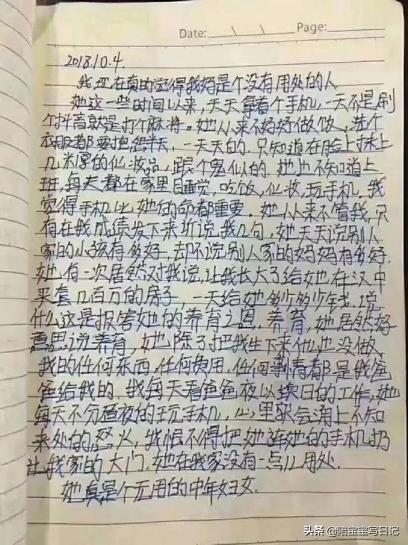 Date:          Page:
2018.10.4.
我现在真的觉得我妈是个没有用处的人
她这一些时间以来,天天拿着个手机,一天不是刷
个抖音就是打个麻将。她从来不好好做饭,洗个
衣服都要抱怨半天,一天天的,只知道在脸上抹上
几米厚的化妆品,跟个鬼似的。她也不知道上
班,每天都在家里睡觉,吃饭,化妆,玩手机。我
觉得手机比她的命都重要。她从来不管我,只
有在我成绩发下来训说我几句,她天天说别人
家的小孩有多好,却不说别人家的妈妈有多好
她有一次居然对我说,让我长大了给她在汉中
买套几百万的房子,一天给她多少多少钱,说
什么这是报答她的养育之恩,养育,她居然好
意思说养育,她除了把我生下来什么也没做,
我的任何东西,任何费用,任何事情都是我爸
爸给我的,我每天看爸爸夜以继日的工作,她
每天不分昼夜的玩手机,心里就会涌上不知
来处的怒火,我恨不得把她连她的手机扔
出我家的大门。她在我家没有一点儿用处。
她真是个无用的中年妇女.
头条 @陪宝宝写日记